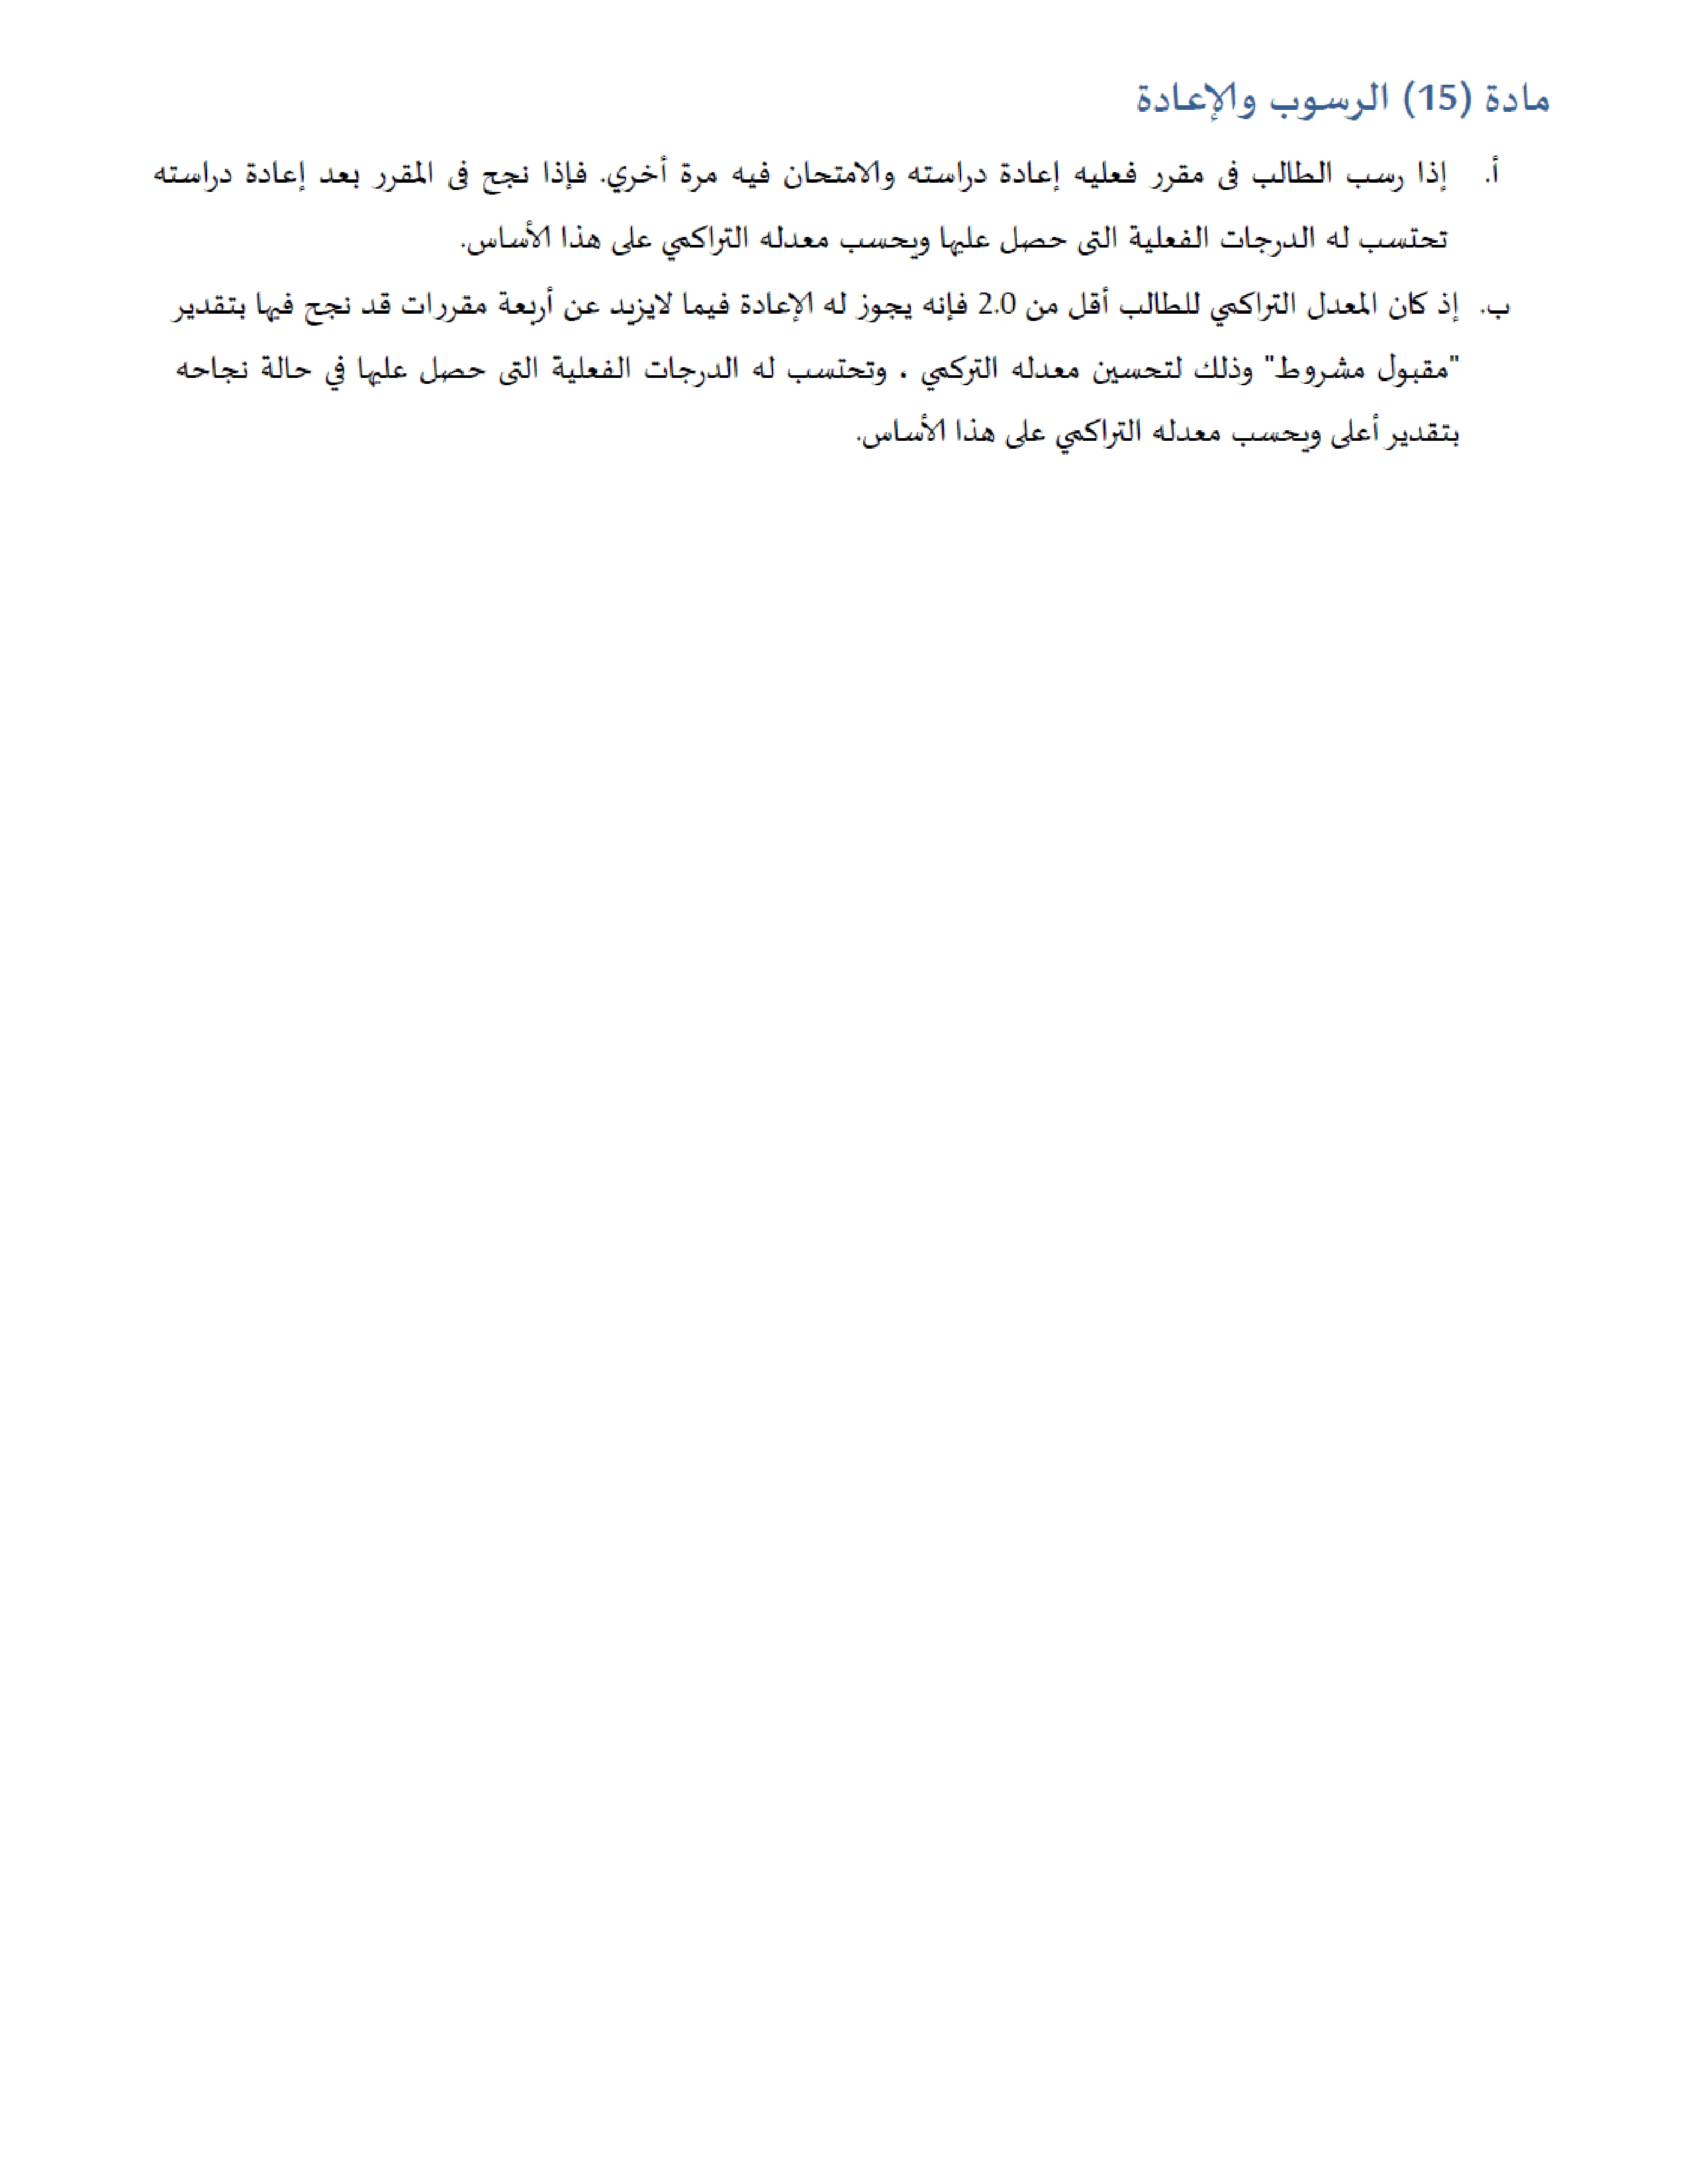 مادة (15) الرسوب والإعادة
أ. إذا رسب الطالب فى مقرر فعليه إعادة دراسته والامتحان فيه مرة أخري. فإذا نجح فى المقرر بعد إعادة دراسته
تحتسب له الدرجات الفعلية التى حصل عليها ويحسب معدله التراكمي على هذا الأساس.
ب. إذ كان المعدل التراكمي للطالب أقل من 2.0 فإنه يجوز له الإعادة فيما لايزيد عن أربعة مقررات قد نجح فيها بتقدير
"مقبول مشروط" وذلك لتحسين معدله التركمي ، وتحتسب له الدرجات الفعلية التى حصل عليها في حالة نجاحه
بتقدير أعلى ويحسب معدله التراكمي على هذا الأساس.